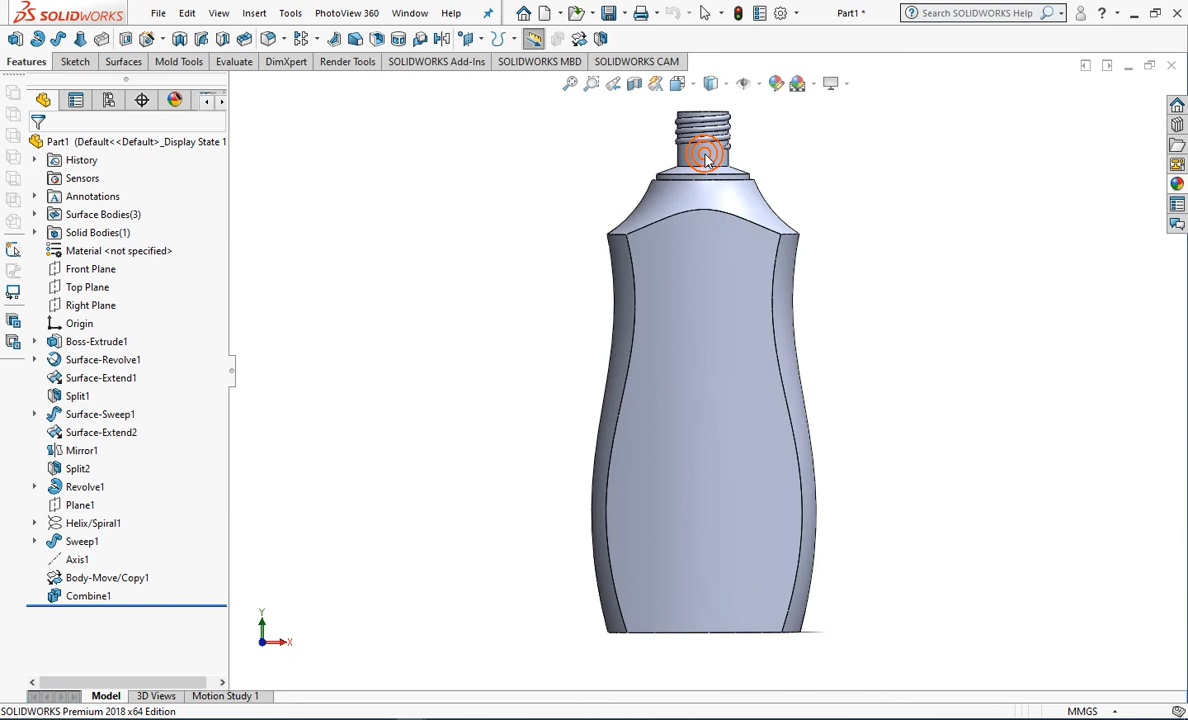 SOLIDWORKS File Edit View Insert Tools PhotoView 360 Window Help Part1 * Search SOLIDWORKS Help
Features Sketch Surfaces Mold Tools Evaluate DimXpert Render Tools SOLIDWORKS Add-Ins SOLIDWORKS MBD SOLIDWORKS CAM
Part1 (Default<<Default>_Display State 1
History
Sensors
Annotations
Surface Bodies(3)
Solid Bodies(1)
Material <not specified>
Front Plane
Top Plane
Right Plane
Origin
Boss-Extrude1
Surface-Revolve1
Surface-Extend1
Split1
Surface-Sweep1
Surface-Extend2
Mirror1
Split2
Revolve1
Plane1
Helix/Spiral1
Sweep1
Axis1
Body-Move/Copy1
Combine1
Y
X
Model 3D Views Motion Study 1
SOLIDWORKS Premium 2018 x64 Edition MMGS